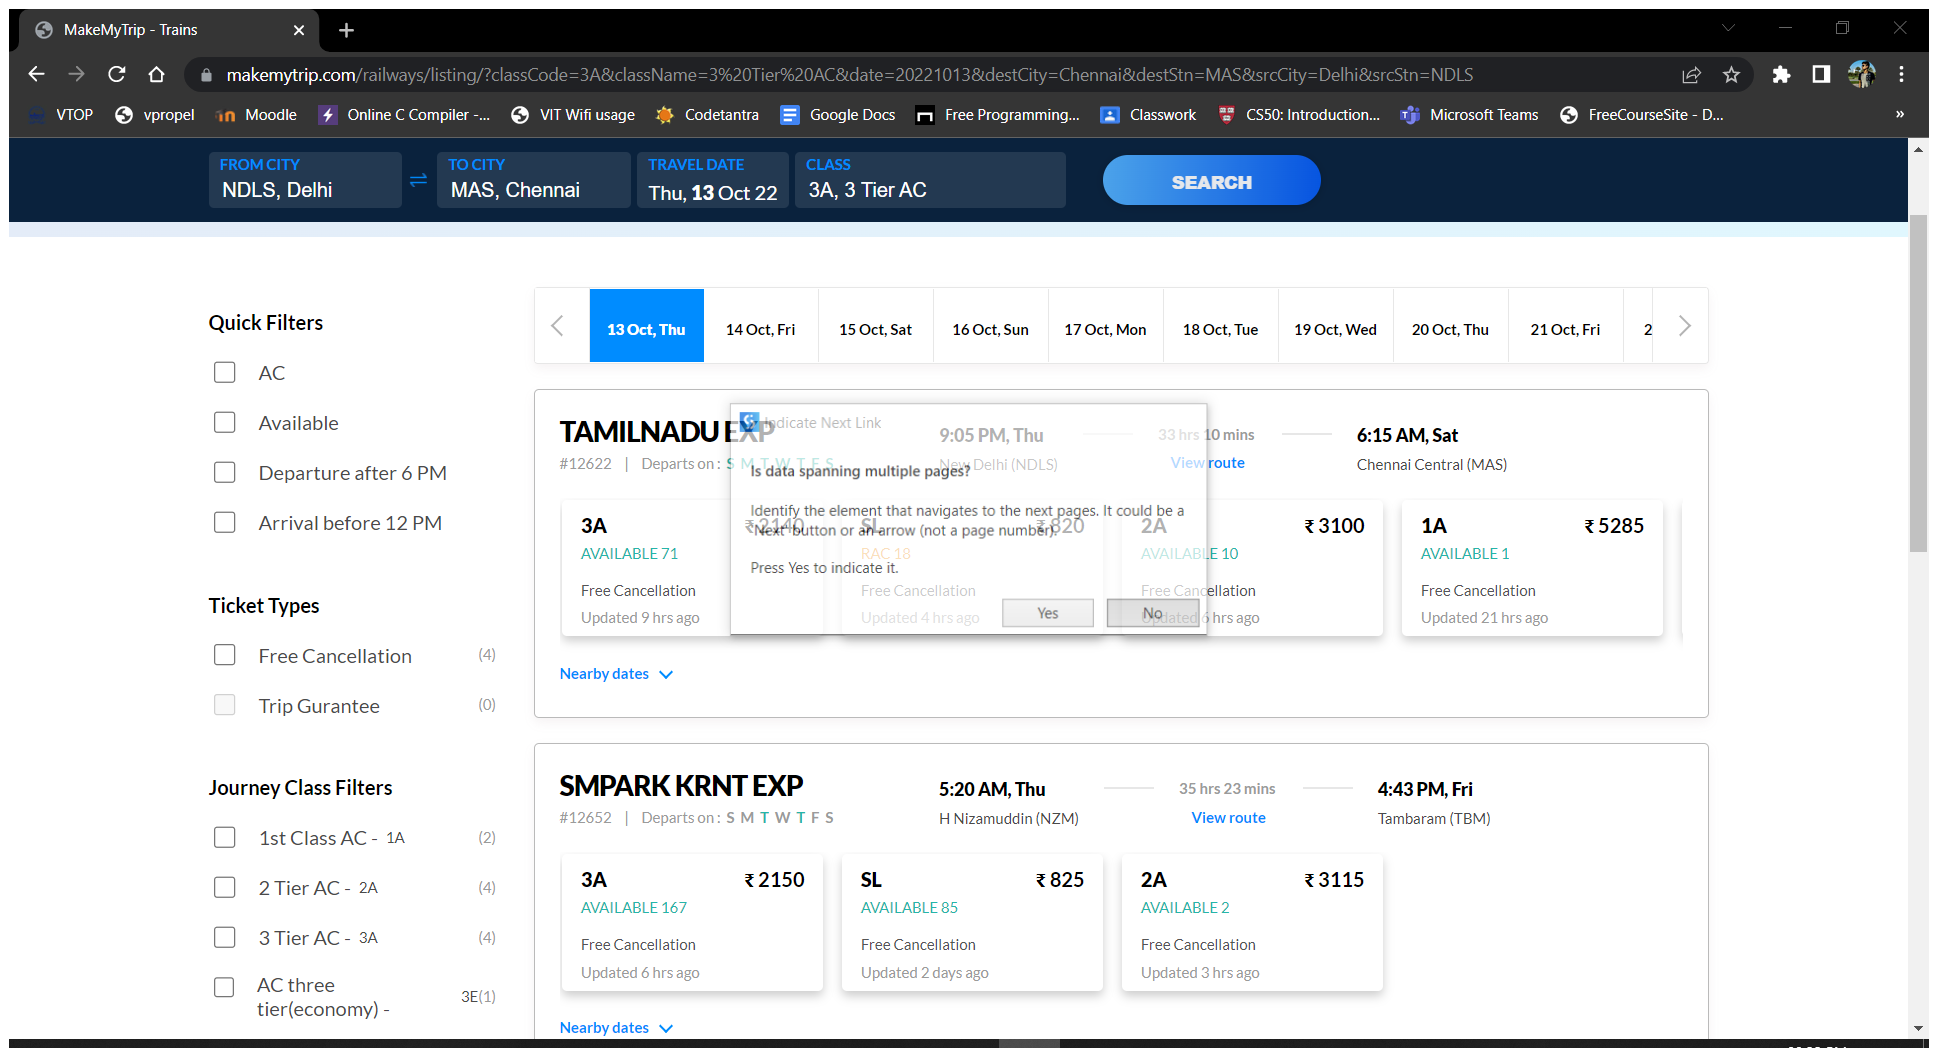 MakeMyTrip - Trains
makemytrip.com/railways/listing/?classCode=3A&className=3%20Tier%20AC&date=20221013&destCity=Chennai&destStn=MAS&srcCity=Delhi&srcStn=NDLS
VTOP vpropel Moodle Online C Compiler -... VIT Wifi usage Codetantra Google Docs Free Programming... Classwork CS50: Introduction... Microsoft Teams FreeCourseSite - D... »
FROM CITY TO CITY TRAVEL DATE CLASS
NDLS, Delhi MAS, Chennai Thu, 13 Oct 22 3A, 3 Tier AC SEARCH
13 Oct, Thu 14 Oct, Fri 15 Oct, Sat 16 Oct, Sun 17 Oct, Mon 18 Oct, Tue 19 Oct, Wed 20 Oct, Thu 21 Oct, Fri 2
Quick Filters
AC
Available
Departure after 6 PM
Arrival before 12 PM
Ticket Types
Free Cancellation (4)
Trip Gurantee (0)
Journey Class Filters
1st Class AC - 1A (2)
2 Tier AC - 2A (4)
3 Tier AC - 3A (4)
AC three
tier(economy) - 3E(1)
TAMILNADU EXP 9:05 PM, Thu 33 hrs 10 mins 6:15 AM, Sat
#12622 | Departs on : S M T W T F S New Delhi (NDLS) View route Chennai Central (MAS)
3A ₹ 2140 SL ₹ 820 2A ₹ 3100 1A ₹ 5285
AVAILABLE 71 RAC 18 AVAILABLE 10 AVAILABLE 1
Free Cancellation Free Cancellation Free Cancellation Free Cancellation
Updated 9 hrs ago Updated 4 hrs ago Updated 6 hrs ago Updated 21 hrs ago
Nearby dates
Indicate Next Link
Is data spanning multiple pages?
Identify the element that navigates to the next pages. It could be a
'Next' button or an arrow (not a page number).
Press Yes to indicate it.
Yes No
SMPARK KRNT EXP 5:20 AM, Thu 35 hrs 23 mins 4:43 PM, Fri
#12652 | Departs on : S M T W T F S H Nizamuddin (NZM) View route Tambaram (TBM)
3A ₹ 2150 SL ₹ 825 2A ₹ 3115
AVAILABLE 167 AVAILABLE 85 AVAILABLE 2
Free Cancellation Free Cancellation Free Cancellation
Updated 6 hrs ago Updated 2 days ago Updated 3 hrs ago
Nearby dates